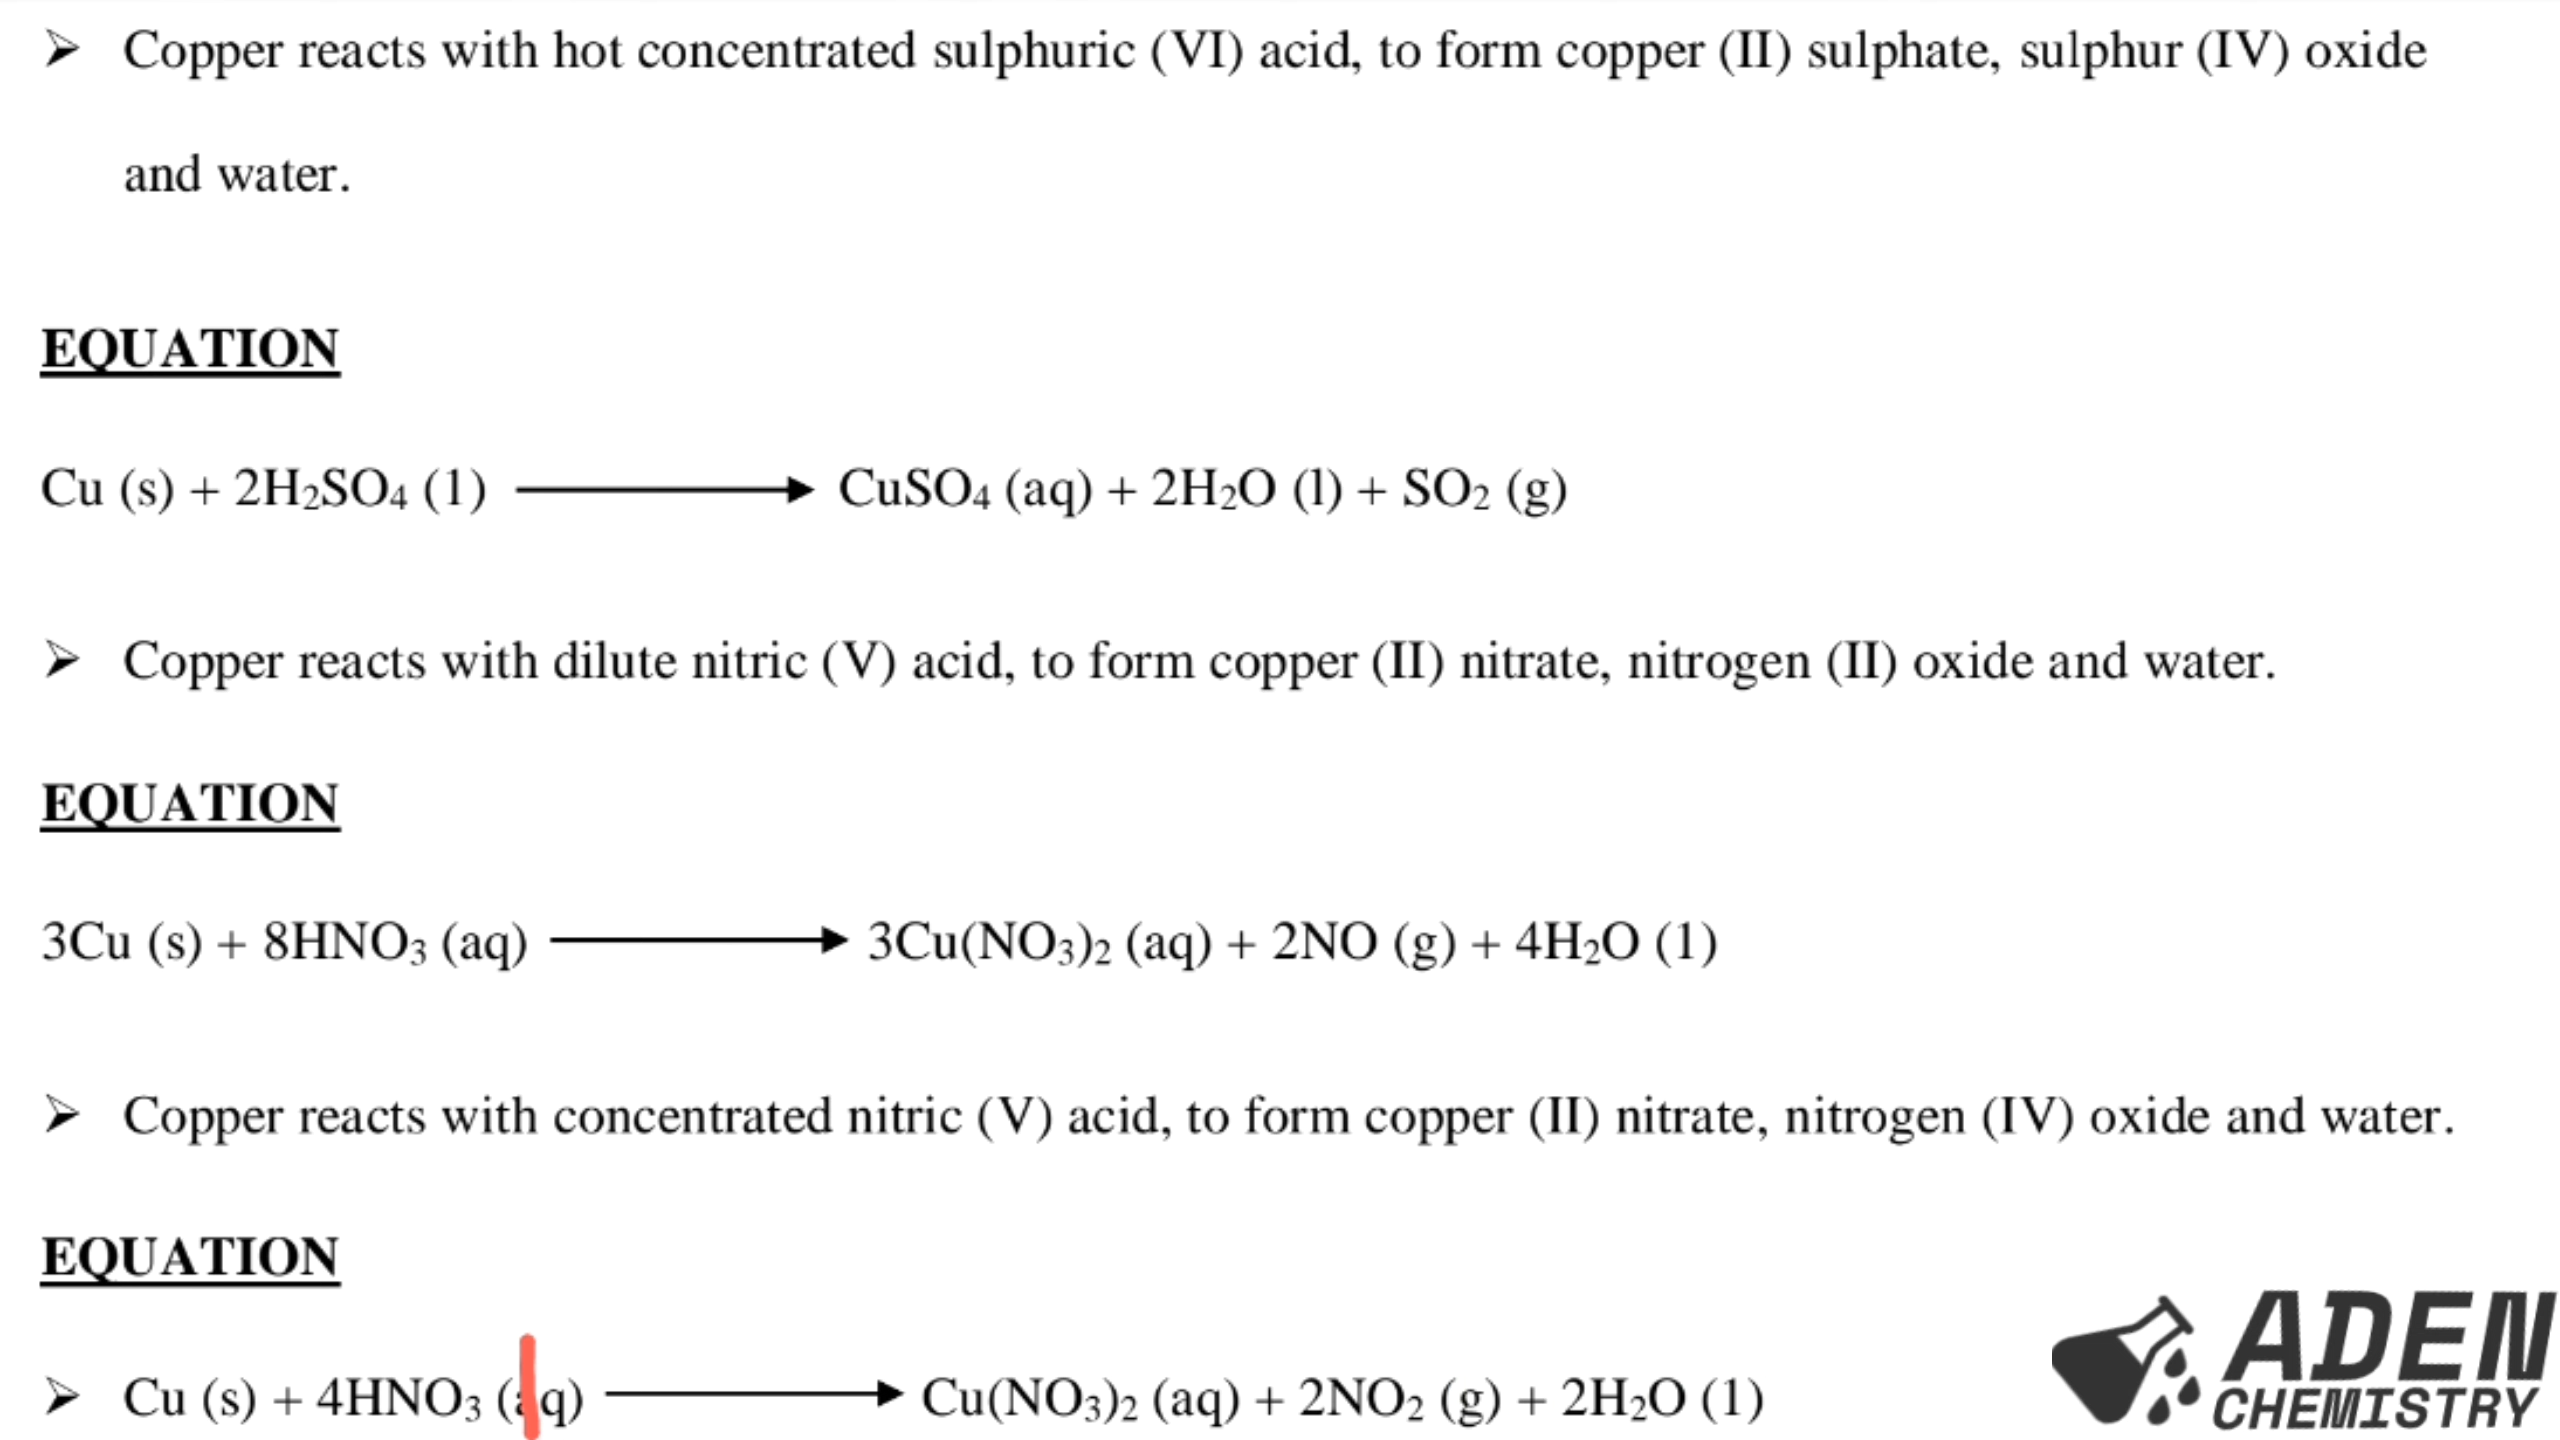 ➢ Copper reacts with hot concentrated sulphuric (VI) acid, to form copper (II) sulphate, sulphur (IV) oxide
and water.
EQUATION
Cu (s) + 2H₂SO₄ (1) ⟶ CuSO₄ (aq) + 2H₂O (l) + SO₂ (g)
➢ Copper reacts with dilute nitric (V) acid, to form copper (II) nitrate, nitrogen (II) oxide and water.
EQUATION
3Cu (s) + 8HNO₃ (aq) ⟶ 3Cu(NO₃)₂ (aq) + 2NO (g) + 4H₂O (1)
➢ Copper reacts with concentrated nitric (V) acid, to form copper (II) nitrate, nitrogen (IV) oxide and water.
EQUATION
➢ Cu (s) + 4HNO₃ (aq) ⟶ Cu(NO₃)₂ (aq) + 2NO₂ (g) + 2H₂O (1)
ADEN
CHEMISTRY